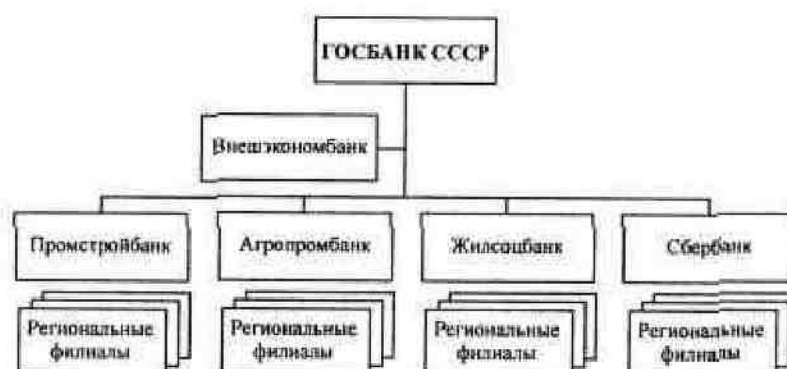 ГОСБАНК СССР
Внешэкономбанк
Промстройбанк
Агропромбанк
Жилсоцбанк
Сбербанк
Региональные
филиалы
Региональные
филиалы
Региональные
филиалы
Региональные
филиалы